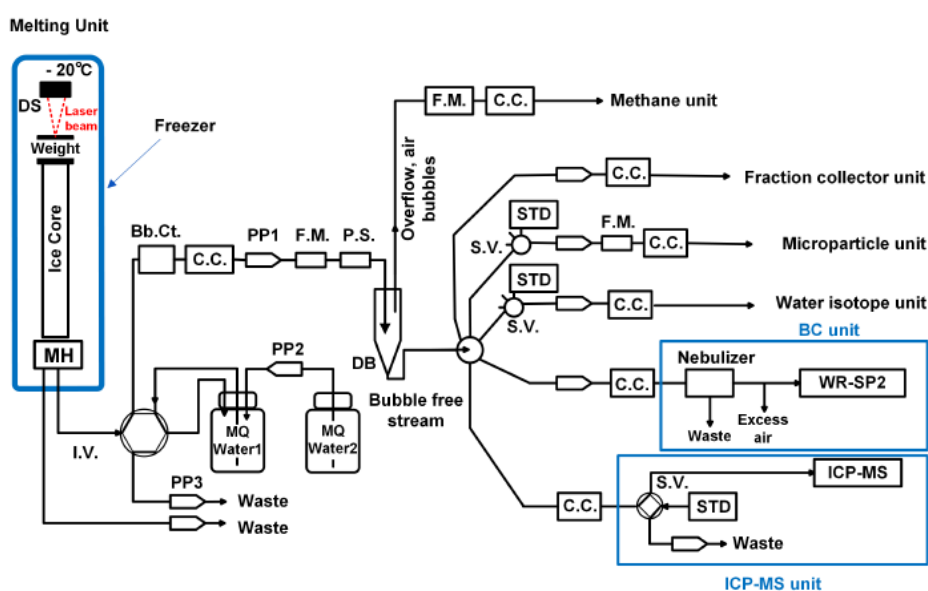 Melting Unit
- 20°C
DS
Laser
beam
Weight
Ice Core
MH
Freezer
Bb.Ct.
C.C.
PP1
F.M.
P.S.
Overflow, air
bubbles
F.M.
C.C.
Methane unit
C.C.
Fraction collector unit
STD
S.V.
F.M.
C.C.
Microparticle unit
STD
S.V.
C.C.
Water isotope unit
DB
Bubble free
stream
PP2
I.V.
MQ
Water1
MQ
Water2
PP3
Waste
Waste
BC unit
C.C.
Nebulizer
WR-SP2
Waste
Excess
air
C.C.
S.V.
ICP-MS
STD
Waste
ICP-MS unit